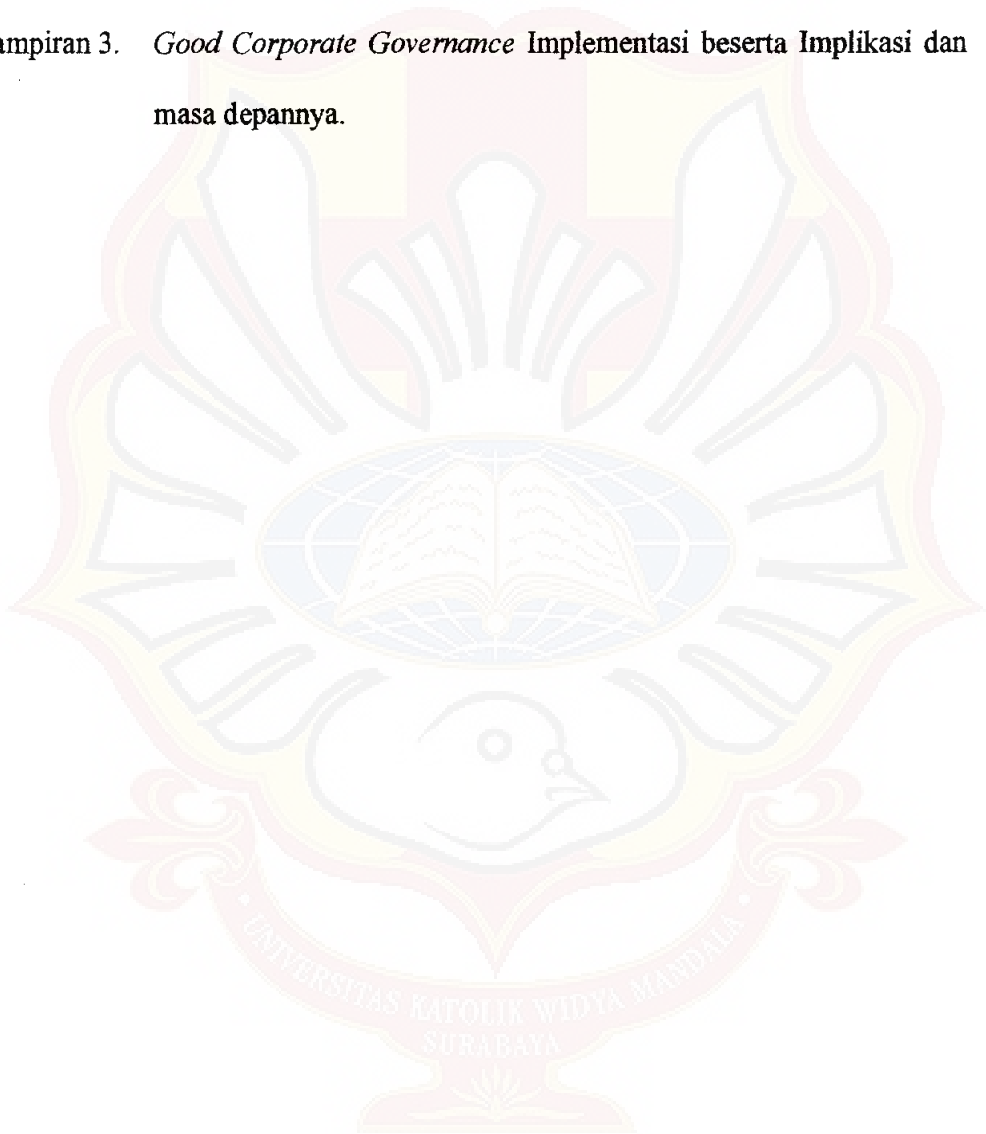 ampiran 3. Good Corporate Governance Implementasi beserta Implikasi dan
masa depannya.
UNIVERSITAS KATOLIK WIDYA MANDALA
SURABAYA